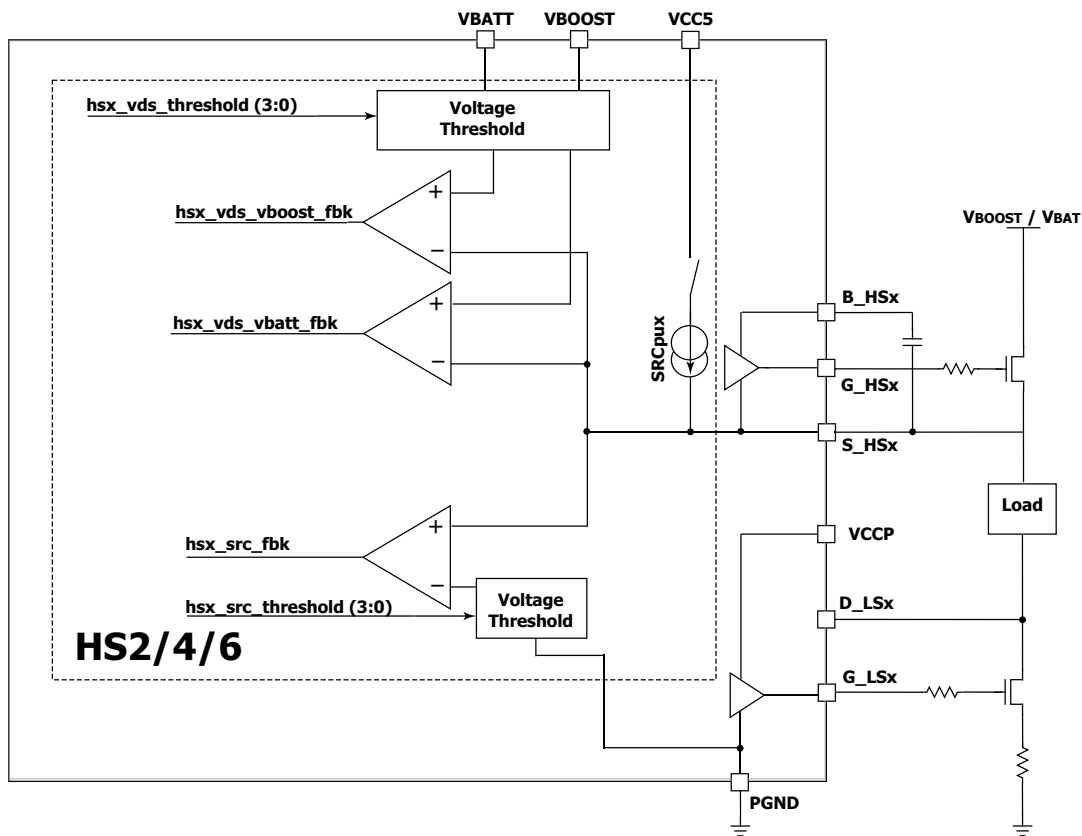 VBATT
VBOOST
VCC5
hsx_vds_threshold (3:0)
Voltage
Threshold
+
hsx_vds_vboost_fbk
−
VBOOST / VBAT
+
hsx_vds_vbatt_fbk
−
SRCpux
B_HSx
G_HSx
S_HSx
Load
+
hsx_src_fbk
−
VCCP
hsx_src_threshold (3:0)
Voltage
Threshold
D_LSx
HS2/4/6
G_LSx
PGND